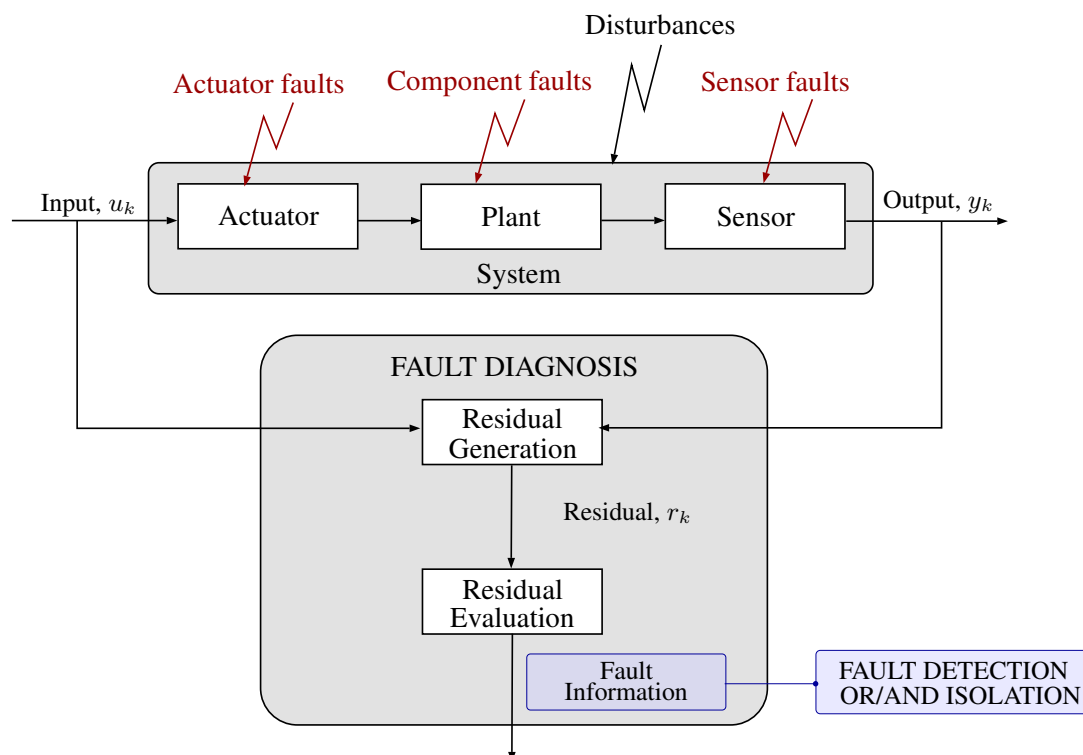 Disturbances
Actuator faults
Component faults
Sensor faults
Input, u_k
Actuator
Plant
Sensor
Output, y_k
System
FAULT DIAGNOSIS
Residual
Generation
Residual, r_k
Residual
Evaluation
Fault
Information
FAULT DETECTION
OR/AND ISOLATION